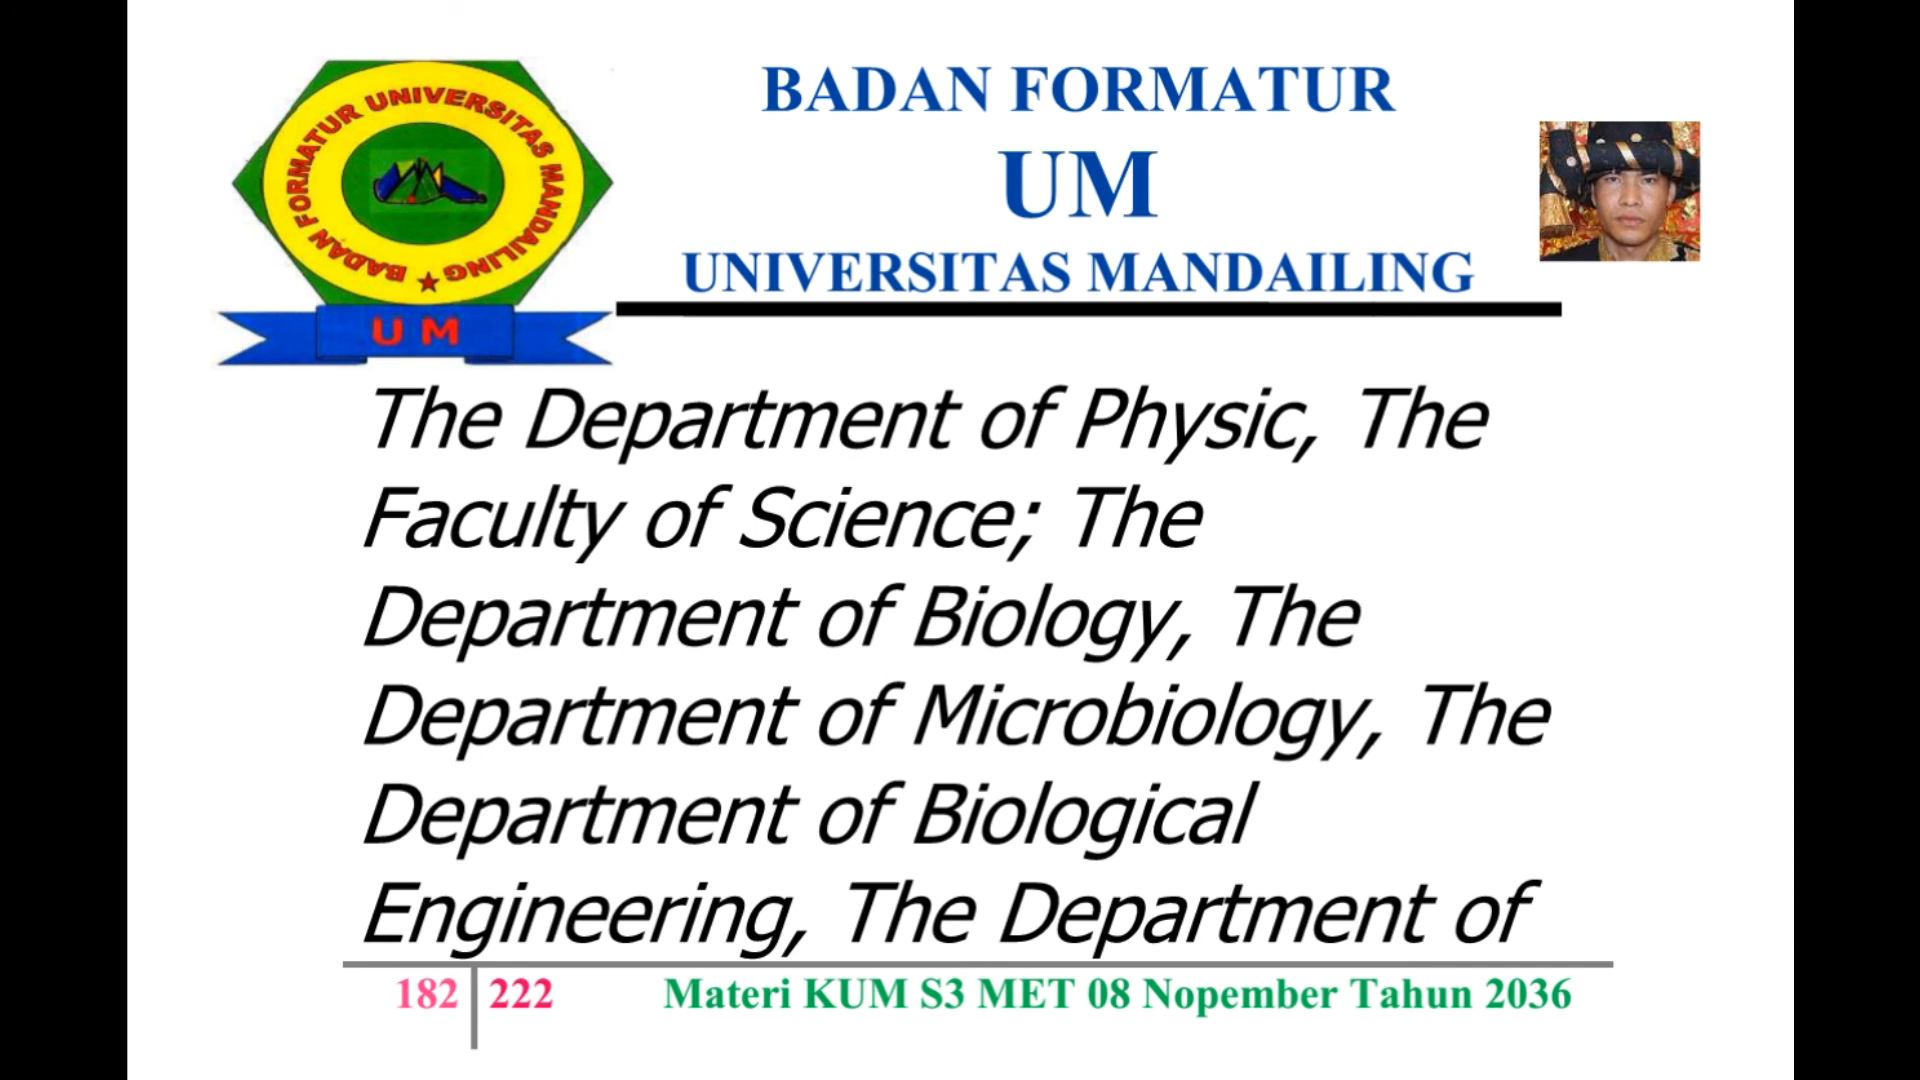 BADAN FORMATUR UNIVERSITAS MANDAILING
U M
BADAN FORMATUR
UM
UNIVERSITAS MANDAILING
The Department of Physic, The
Faculty of Science; The
Department of Biology, The
Department of Microbiology, The
Department of Biological
Engineering, The Department of
182 222 Materi KUM S3 MET 08 Nopember Tahun 2036